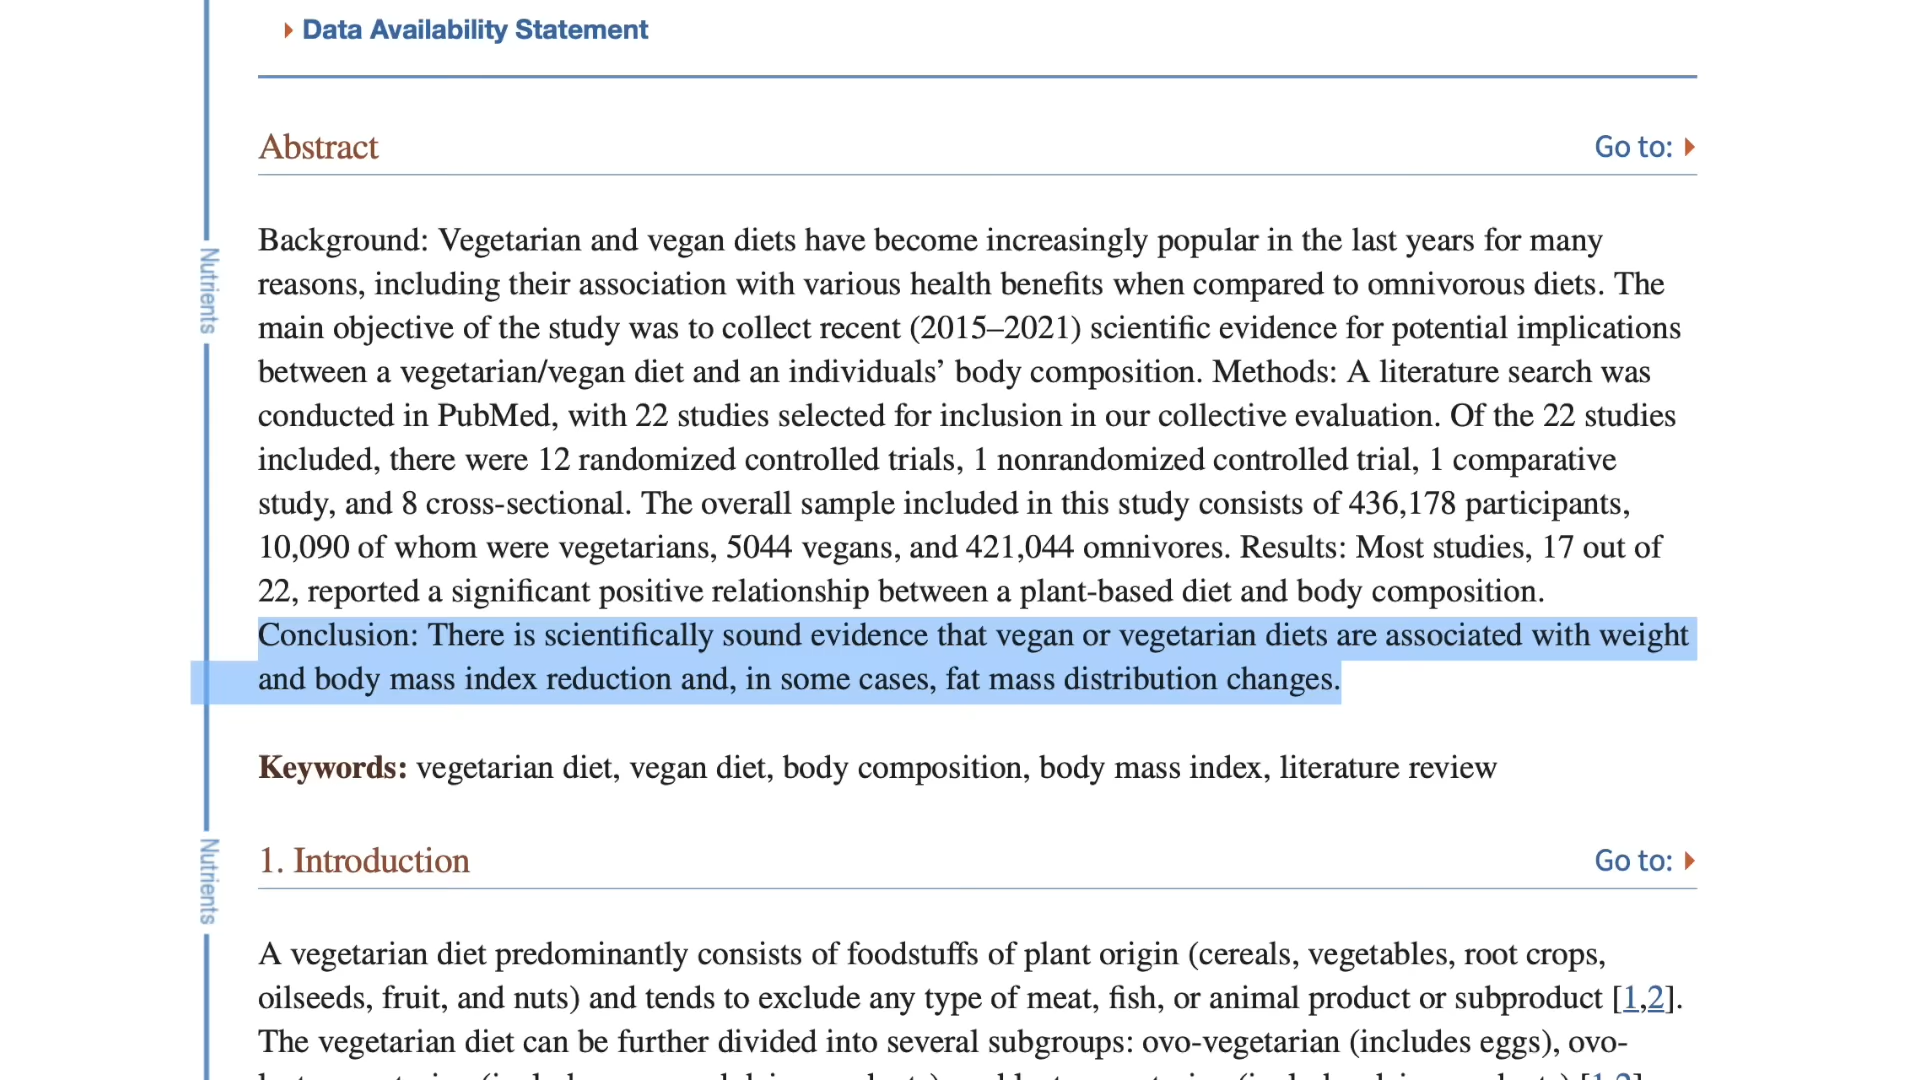 Data Availability Statement
Abstract
Go to:
Background: Vegetarian and vegan diets have become increasingly popular in the last years for many
reasons, including their association with various health benefits when compared to omnivorous diets. The
main objective of the study was to collect recent (2015–2021) scientific evidence for potential implications
between a vegetarian/vegan diet and an individuals’ body composition. Methods: A literature search was
conducted in PubMed, with 22 studies selected for inclusion in our collective evaluation. Of the 22 studies
included, there were 12 randomized controlled trials, 1 nonrandomized controlled trial, 1 comparative
study, and 8 cross-sectional. The overall sample included in this study consists of 436,178 participants,
10,090 of whom were vegetarians, 5044 vegans, and 421,044 omnivores. Results: Most studies, 17 out of
22, reported a significant positive relationship between a plant-based diet and body composition.
Conclusion: There is scientifically sound evidence that vegan or vegetarian diets are associated with weight
and body mass index reduction and, in some cases, fat mass distribution changes.
Keywords: vegetarian diet, vegan diet, body composition, body mass index, literature review
1. Introduction
Go to:
A vegetarian diet predominantly consists of foodstuffs of plant origin (cereals, vegetables, root crops,
oilseeds, fruit, and nuts) and tends to exclude any type of meat, fish, or animal product or subproduct [1,2].
The vegetarian diet can be further divided into several subgroups: ovo-vegetarian (includes eggs), ovo-
Nutrients
Nutrients